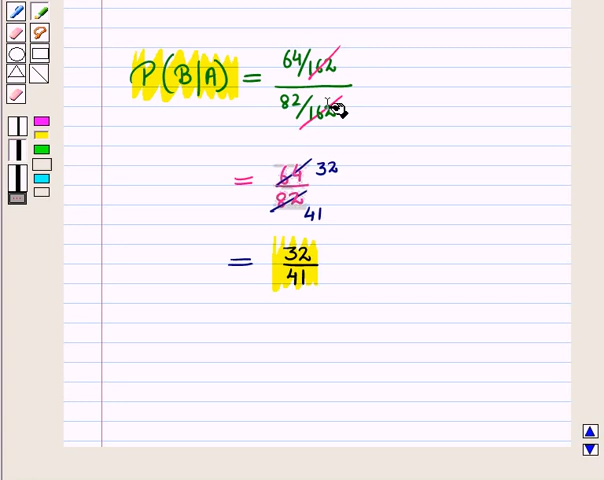 P(B|A) = 64/162
82/162
= 64 32
82 41
= 32
41